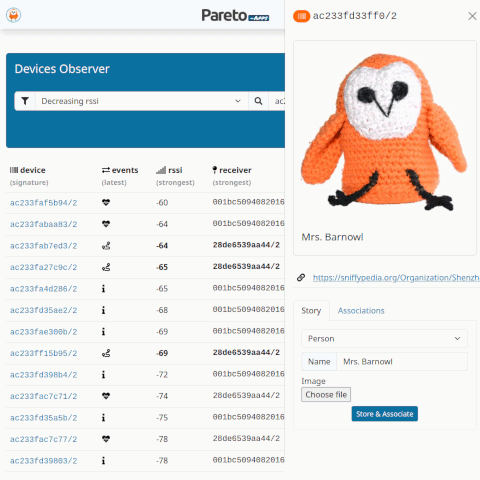 Pareto Apps
Devices Observer
Decreasing rssi
ac2
device events rssi receiver
(signature) (latest) (strongest) (strongest)
ac233faf5b94/2 -60 001bc5094082016
ac233fabaa83/2 -64 001bc5094082016
ac233fab7ed3/2 -64 28de6539aa44/2
ac233fa27c9c/2 -65 28de6539aa44/2
ac233fa4d286/2 -65 001bc5094082016
ac233fd35ae2/2 -68 001bc5094082016
ac233fae300b/2 -69 001bc5094082016
ac233ff15b95/2 -69 28de6539aa44/2
ac233fd398b4/2 -72 001bc5094082016
ac233fac7c71/2 -74 28de6539aa44/2
ac233fd35a5b/2 -75 001bc5094082016
ac233fac7c77/2 -78 28de6539aa44/2
ac233fd39803/2 -78 001bc5094082016
ac233fd33ff0/2
Mrs. Barnowl
https://sniffypedia.org/Organization/Shenzh
Story Associations
Person
Name Mrs. Barnowl
Image
Choose file
Store & Associate